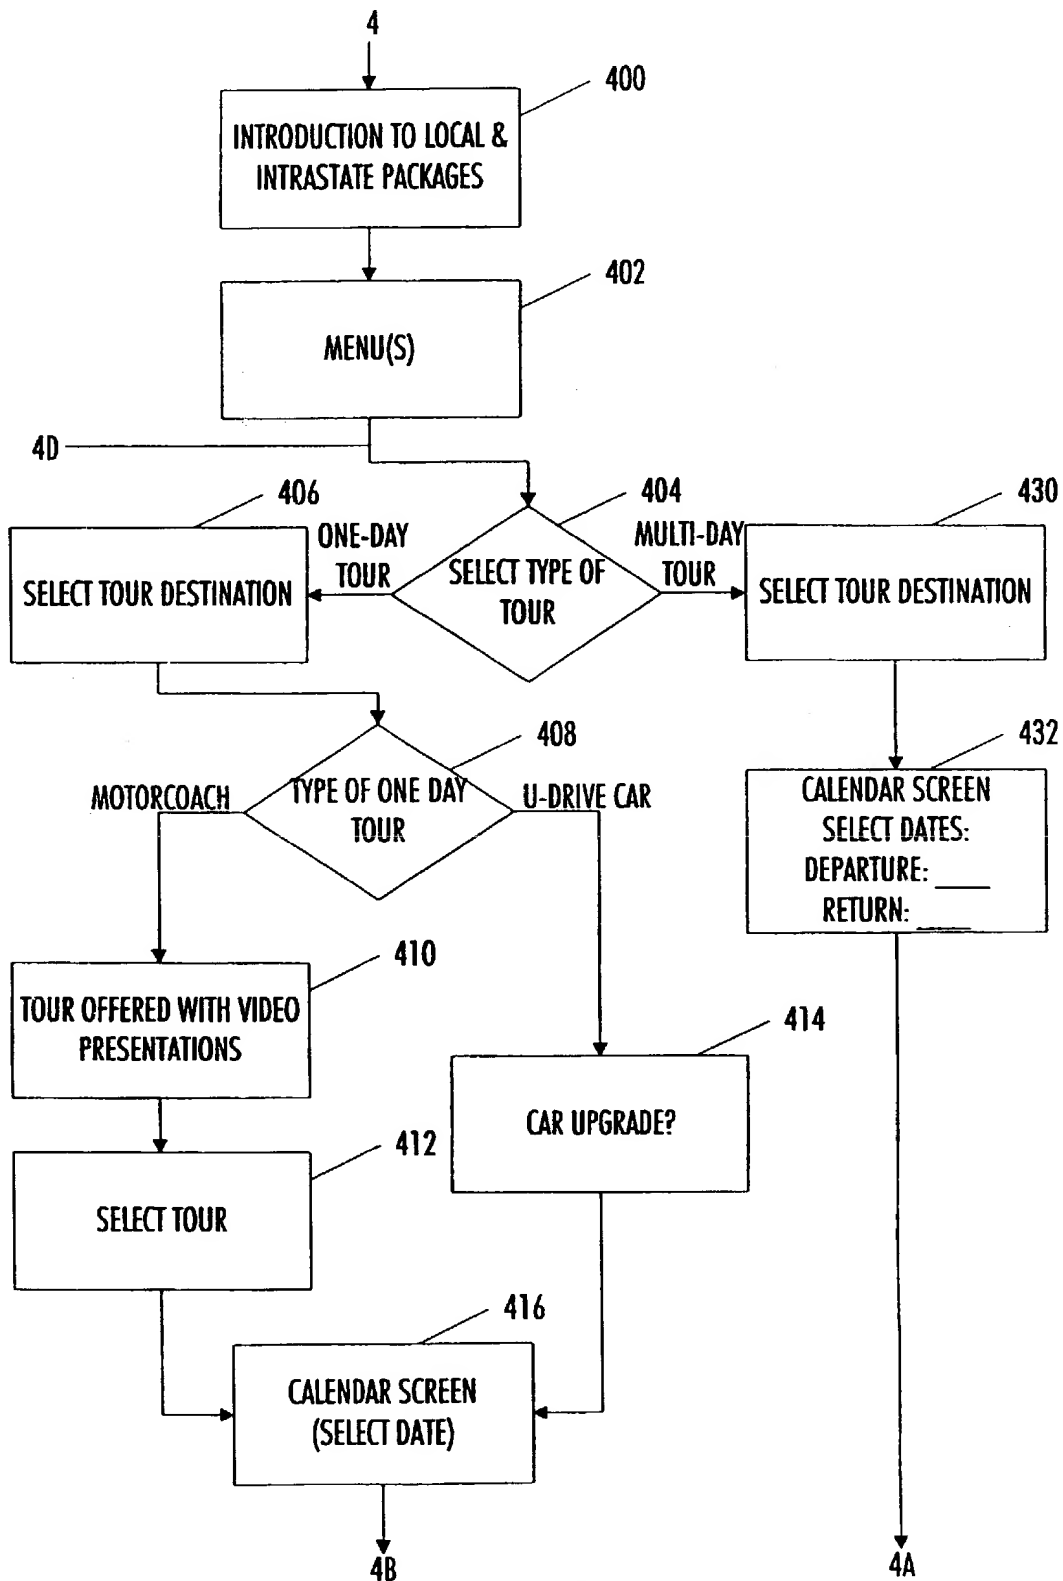 4
400
INTRODUCTION TO LOCAL &
INTRASTATE PACKAGES
402
MENU(S)
4D
406
404
430
ONE-DAY
TOUR
MULTI-DAY
TOUR
SELECT TOUR DESTINATION
SELECT TYPE OF
TOUR
SELECT TOUR DESTINATION
408
432
MOTORCOACH
TYPE OF ONE DAY
TOUR
U-DRIVE CAR
CALENDAR SCREEN
SELECT DATES:
DEPARTURE: ____
RETURN: ____
410
TOUR OFFERED WITH VIDEO
PRESENTATIONS
414
CAR UPGRADE?
412
SELECT TOUR
416
CALENDAR SCREEN
(SELECT DATE)
4B
4A